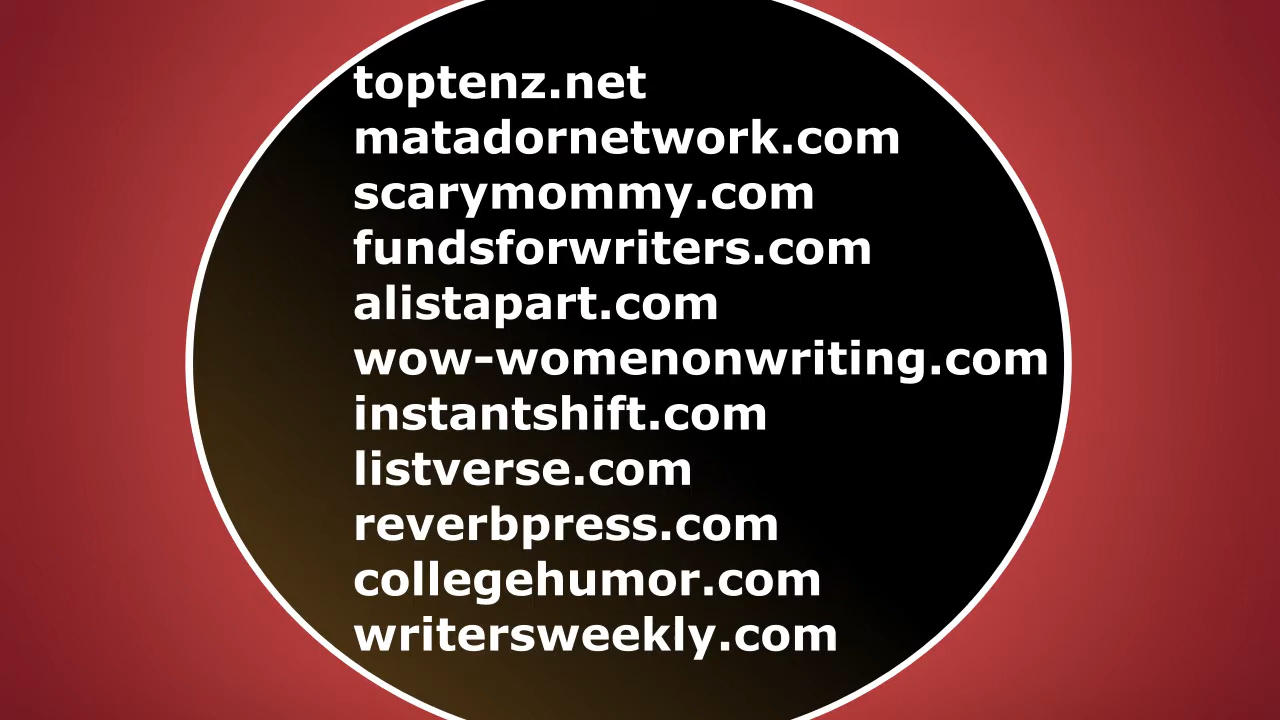 toptenz.net
matadornetwork.com
scarymommy.com
fundsforwriters.com
alistapart.com
wow-womenonwriting.com
instantshift.com
listverse.com
reverbpress.com
collegehumor.com
writersweekly.com